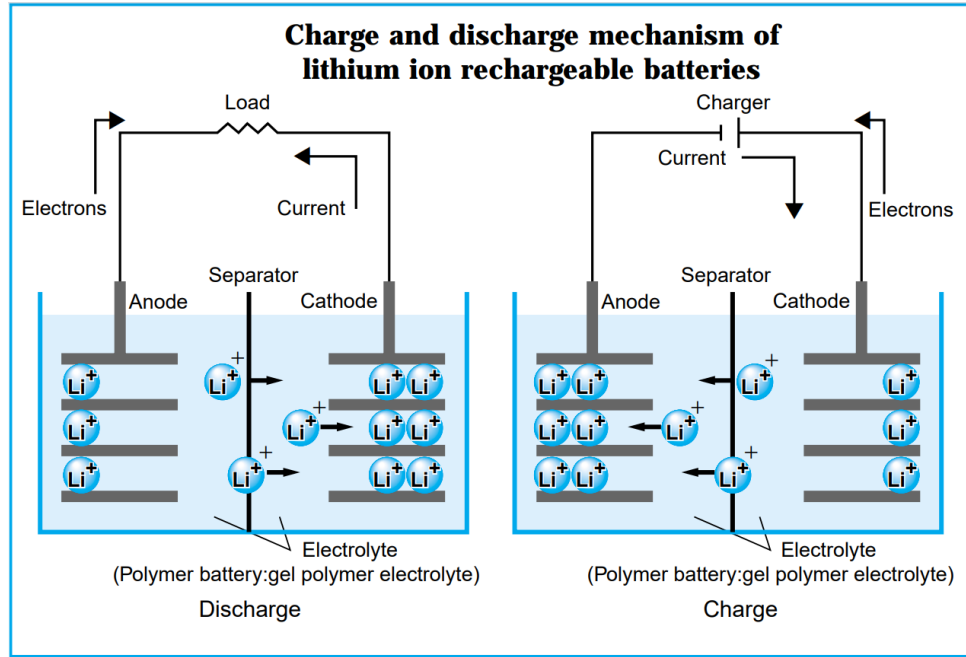 Charge and discharge mechanism of
lithium ion rechargeable batteries
Load
Electrons
Current
Separator
Anode
Cathode
Li+ +
Li+
Li+ Li+
Li+
Li+ +
Li+ Li+
Li+
Li+ +
Li+ Li+
Electrolyte
(Polymer battery:gel polymer electrolyte)
Discharge
Charger
Current
Electrons
Separator
Anode
Cathode
Li+ Li+
Li+ +
Li+
Li+ Li+
Li+ +
Li+
Li+ Li+
Li+ +
Li+
Electrolyte
(Polymer battery:gel polymer electrolyte)
Charge